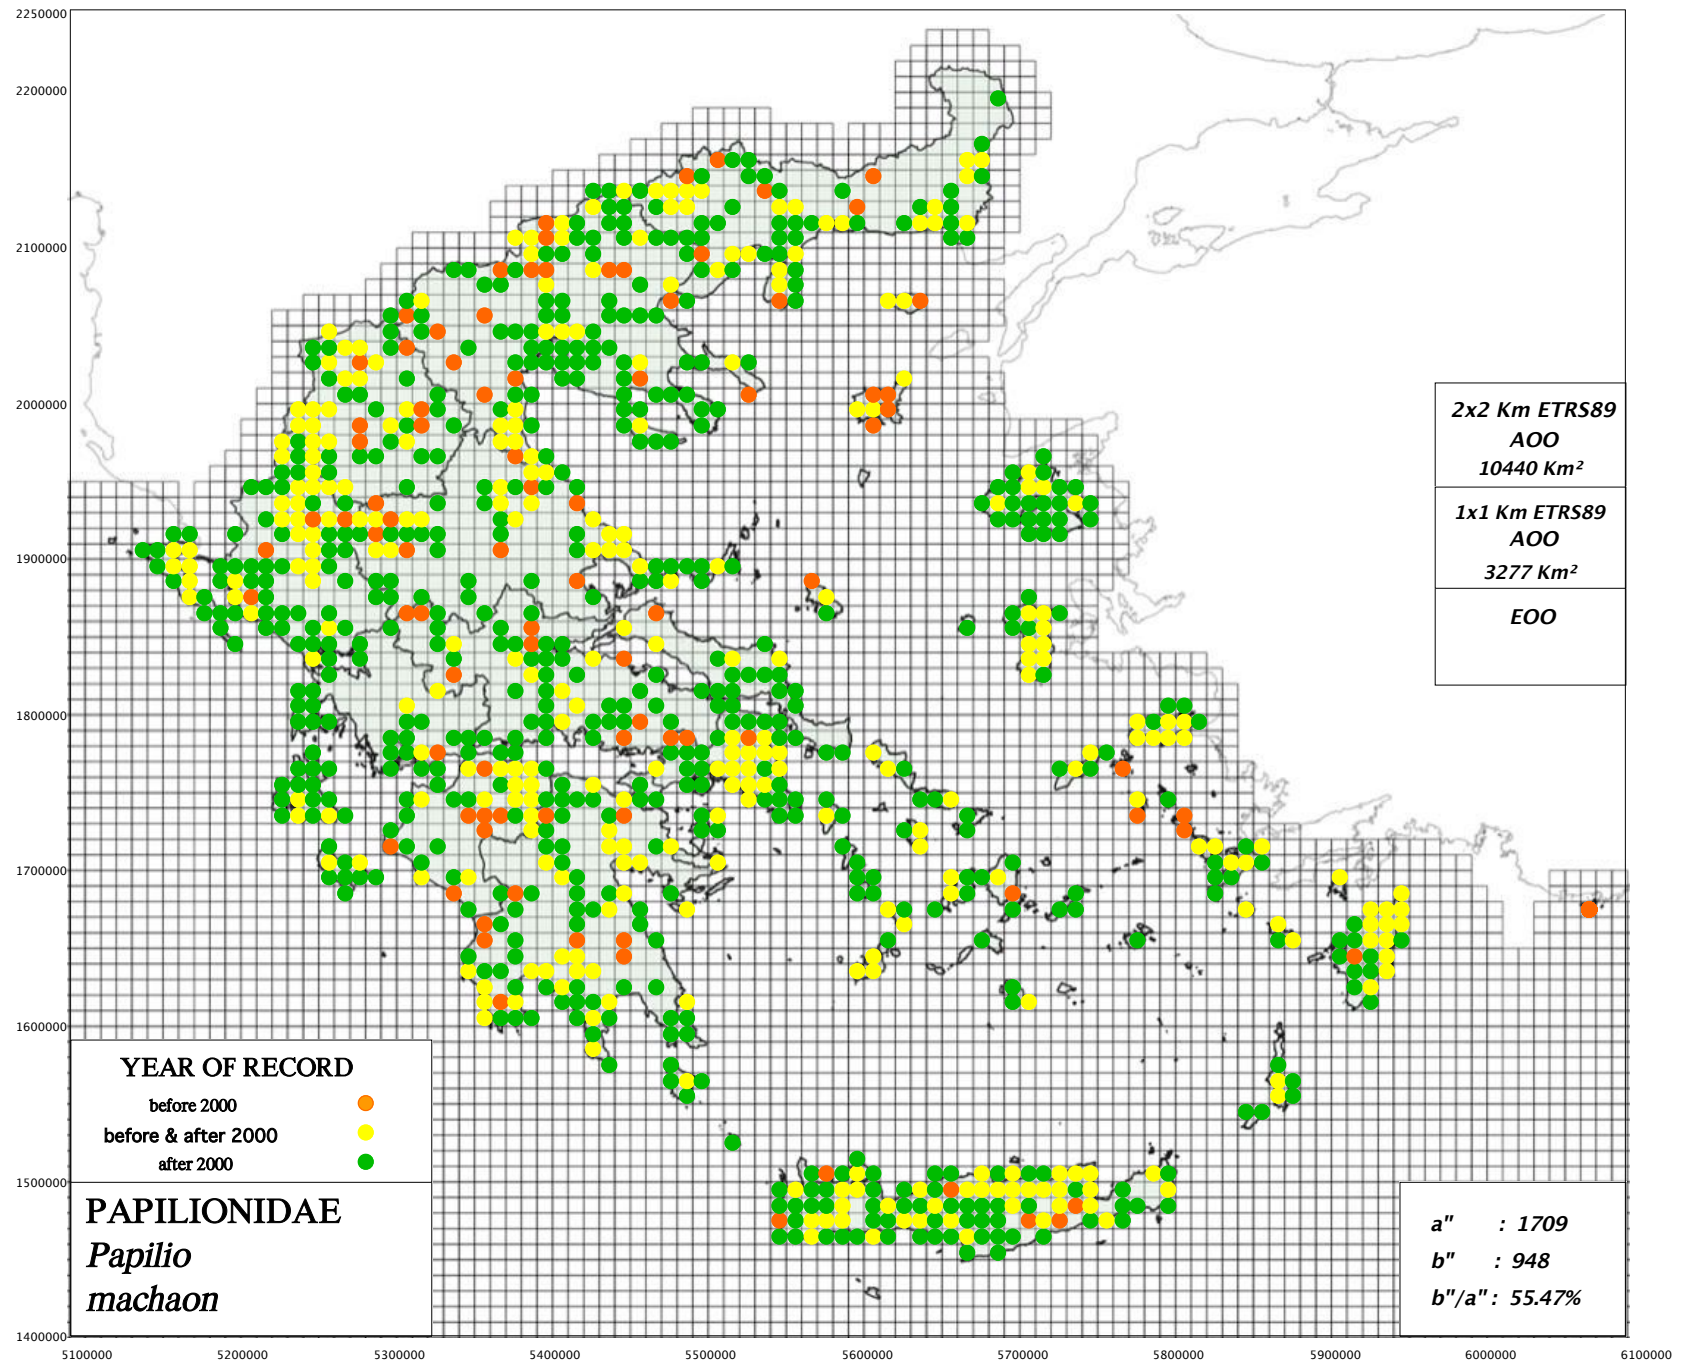 2250000
2200000
2100000
2000000
1900000
1800000
1700000
1600000
1500000
1400000
2x2 Km ETRS89
AOO
10440 Km²
1x1 Km ETRS89
AOO
3277 Km²
EOO
YEAR OF RECORD
before 2000
before & after 2000
after 2000
PAPILIONIDAE
Papilio
machaon
a" : 1709
b" : 948
b"/a" : 55.47%
5100000 5200000 5300000 5400000 5500000 5600000 5700000 5800000 5900000 6000000 6100000